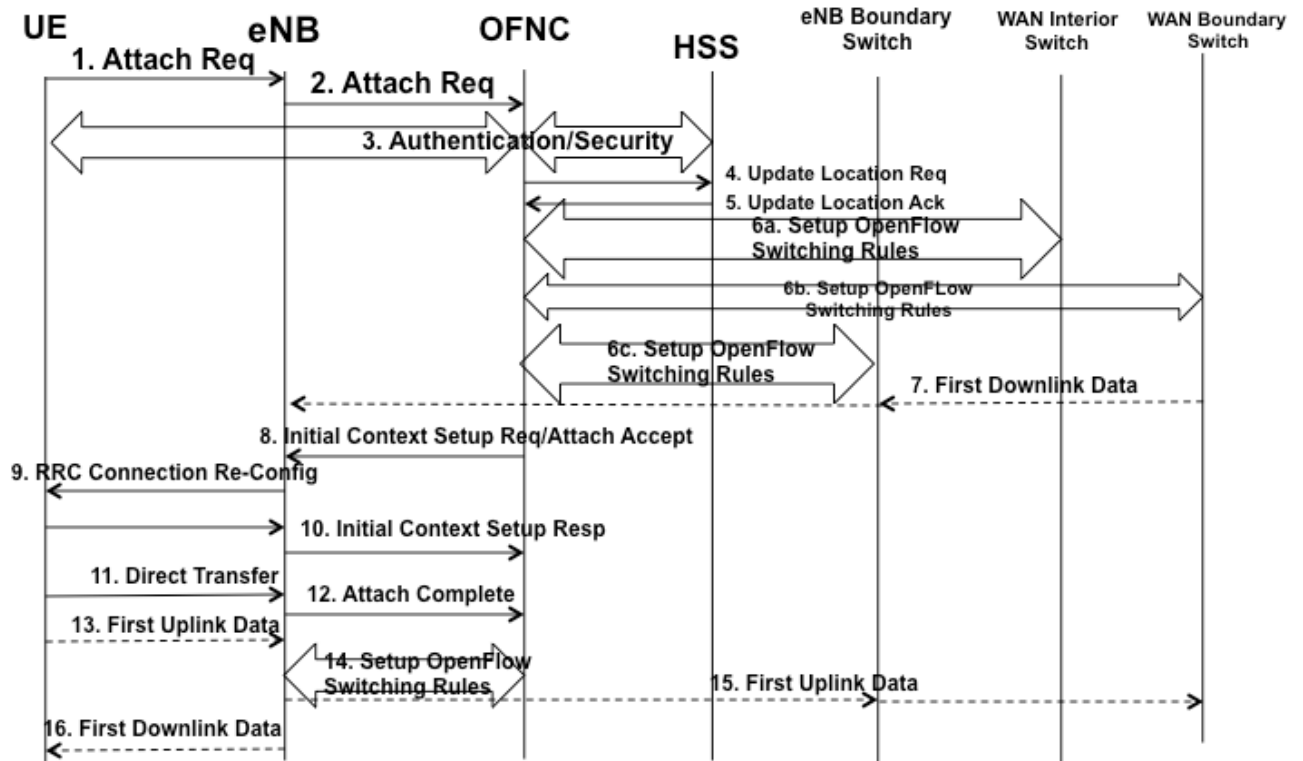 UE
eNB
OFNC
HSS
eNB Boundary
Switch
WAN Interior
Switch
WAN Boundary
Switch
1. Attach Req
2. Attach Req
3. Authentication/Security
4. Update Location Req
5. Update Location Ack
6a. Setup OpenFlow
Switching Rules
6b. Setup OpenFLow
Switching Rules
6c. Setup OpenFlow
Switching Rules
7. First Downlink Data
8. Initial Context Setup Req/Attach Accept
9. RRC Connection Re-Config
10. Initial Context Setup Resp
11. Direct Transfer
12. Attach Complete
13. First Uplink Data
14. Setup OpenFlow
Switching Rules
15. First Uplink Data
16. First Downlink Data